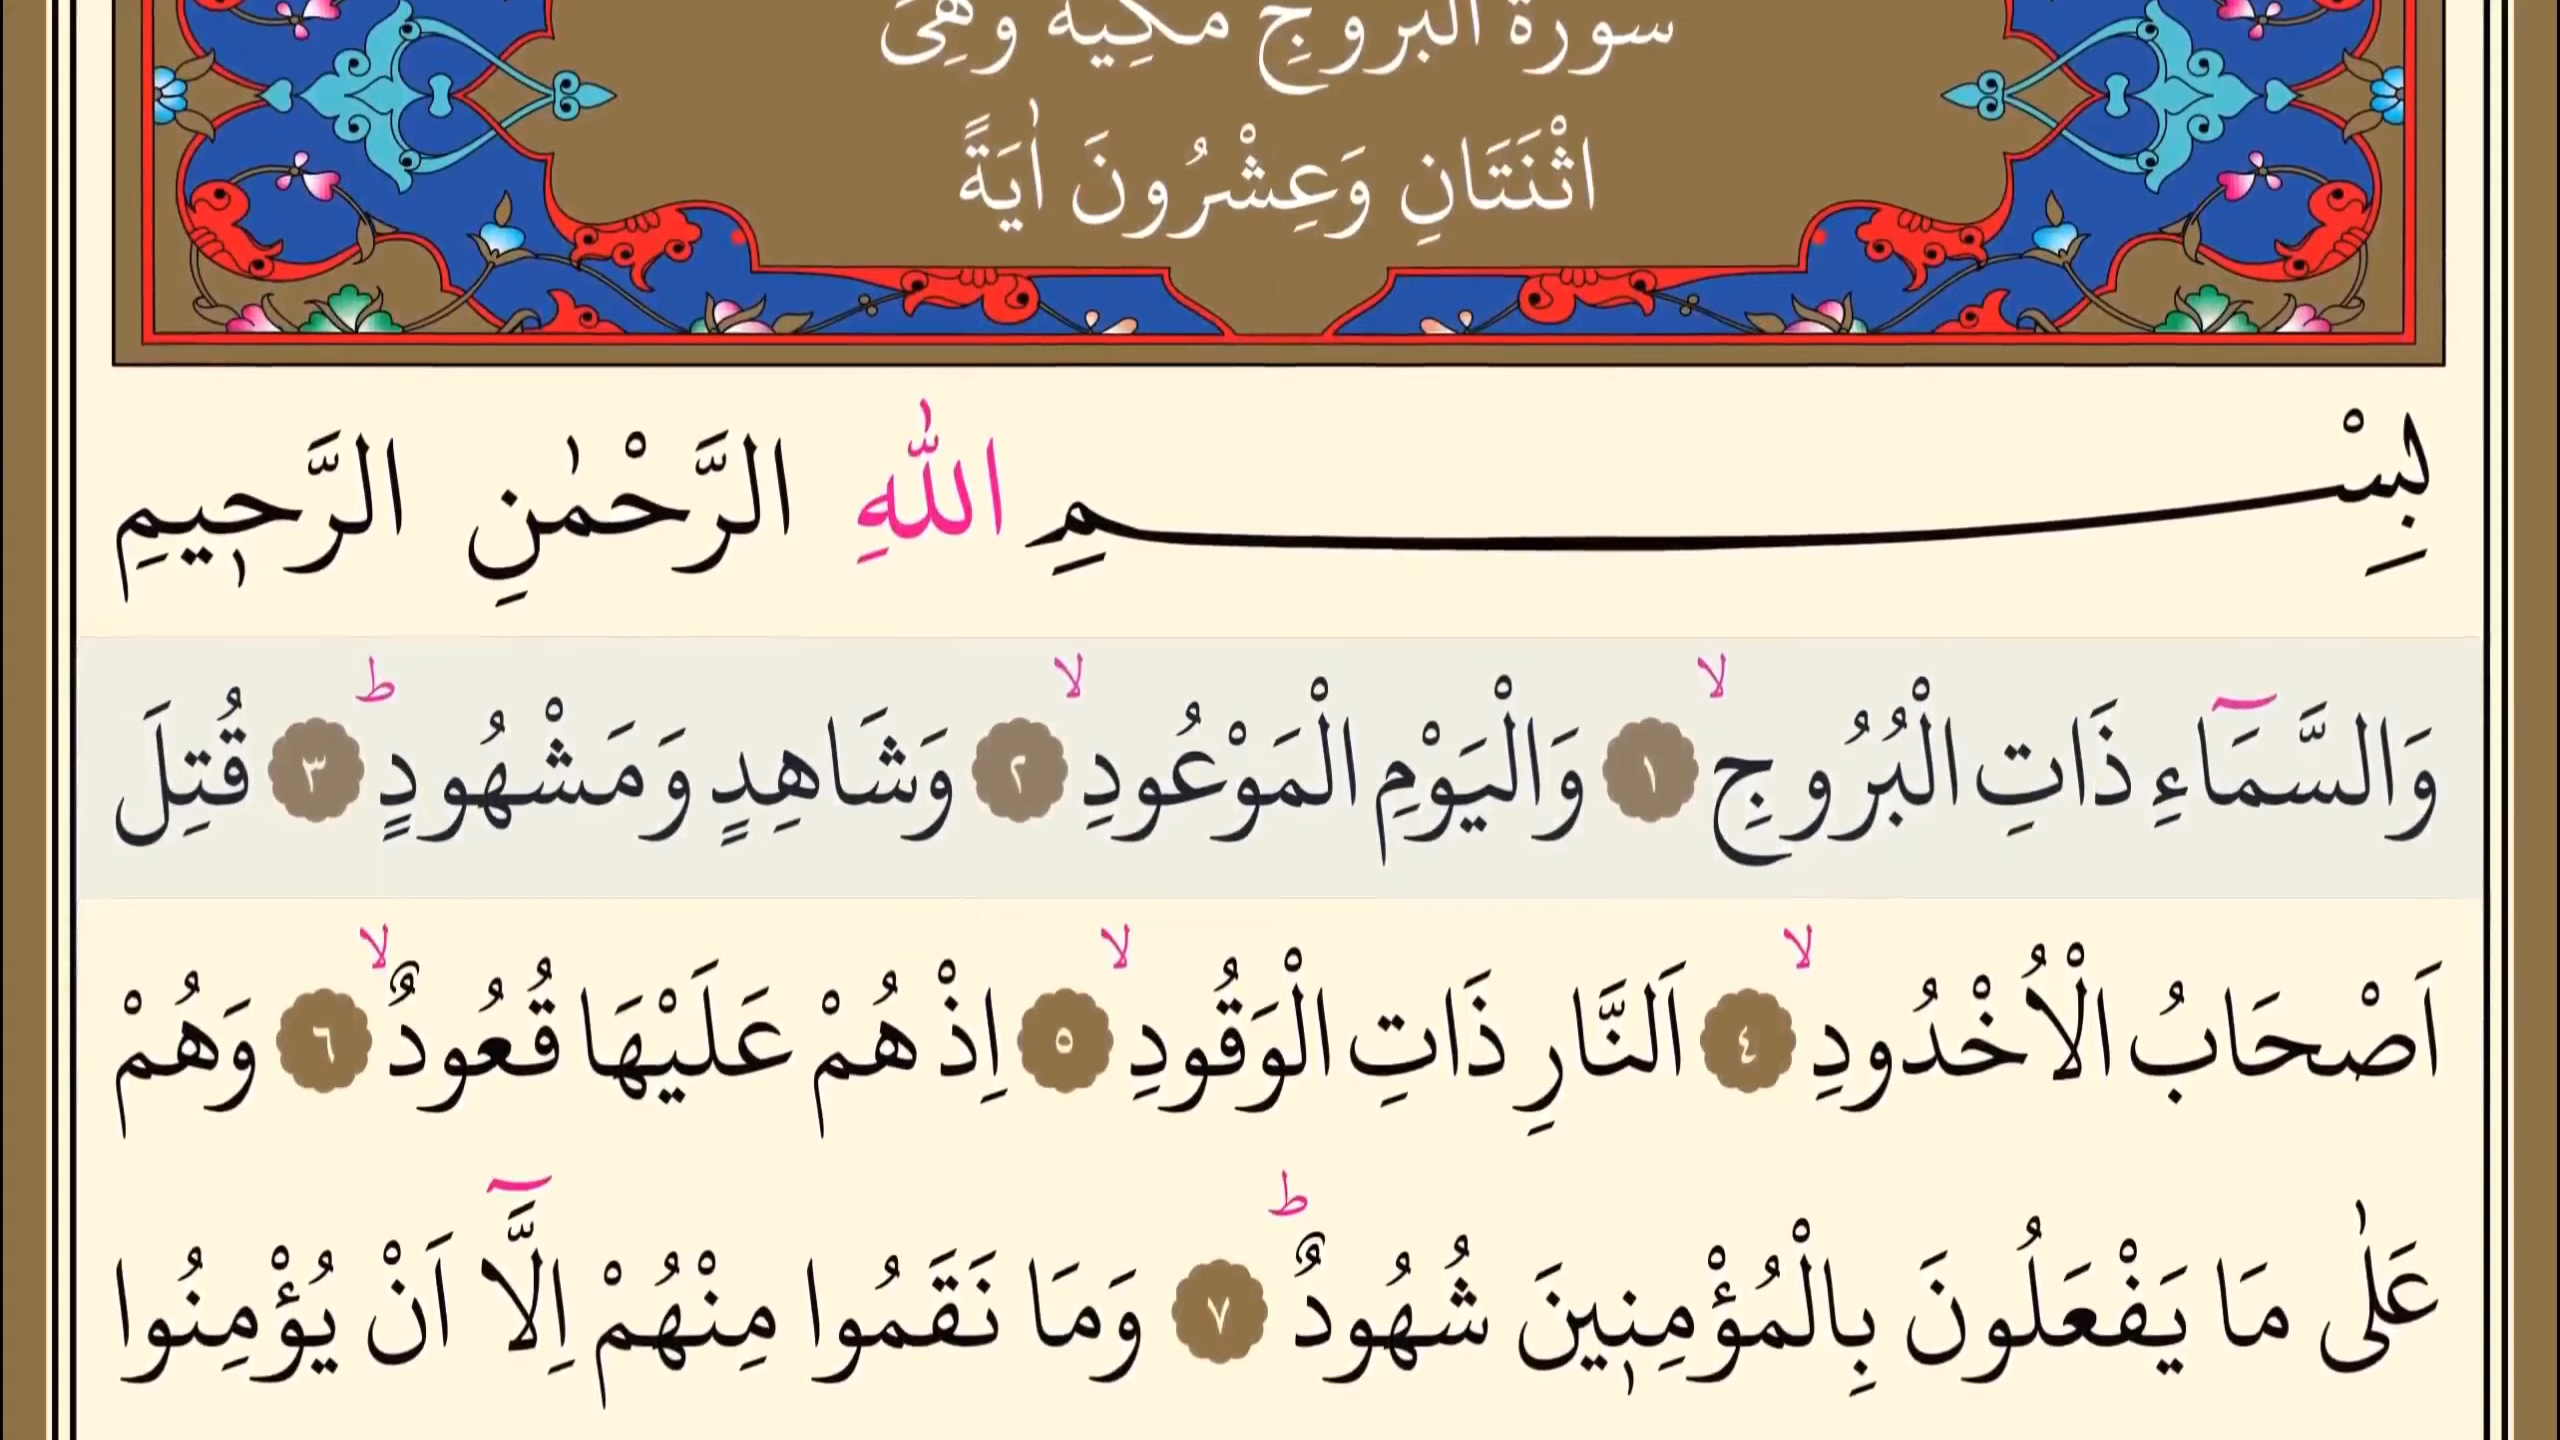 سورة البروج مكية وهى
اثْنَتَانِ وَعِشْرُونَ اٰيَةً
بِسْمِ اللّٰهِ الرَّحْمٰنِ الرَّح۪يمِ
وَالسَّمَٓاءِ ذَاتِ الْبُرُوجِۙ ١ وَالْيَوْمِ الْمَوْعُودِۙ ٢ وَشَاهِدٍ وَمَشْهُودٍۜ ٣ قُتِلَ
اَصْحَابُ الْاُخْدُودِۙ ٤ اَلنَّارِ ذَاتِ الْوَقُودِۙ ٥ اِذْ هُمْ عَلَيْهَا قُعُودٌۙ ٦ وَهُمْ
عَلٰى مَا يَفْعَلُونَ بِالْمُؤْمِن۪ينَ شُهُودٌۜ ٧ وَمَا نَقَمُوا مِنْهُمْ اِلَّٓا اَنْ يُؤْمِنُوا